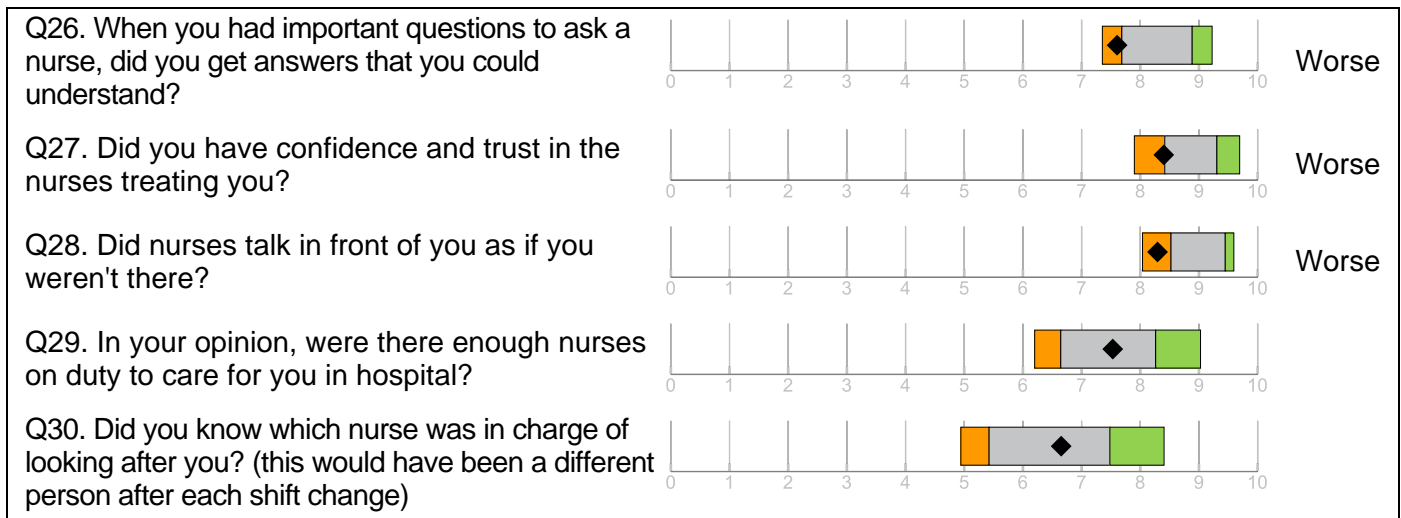 Q26. When you had important questions to ask a
nurse, did you get answers that you could
understand?
0 1 2 3 4 5 6 7 8 9 10
Worse
Q27. Did you have confidence and trust in the
nurses treating you?
0 1 2 3 4 5 6 7 8 9 10
Worse
Q28. Did nurses talk in front of you as if you
weren't there?
0 1 2 3 4 5 6 7 8 9 10
Worse
Q29. In your opinion, were there enough nurses
on duty to care for you in hospital?
0 1 2 3 4 5 6 7 8 9 10
Q30. Did you know which nurse was in charge of
looking after you? (this would have been a different
person after each shift change)
0 1 2 3 4 5 6 7 8 9 10